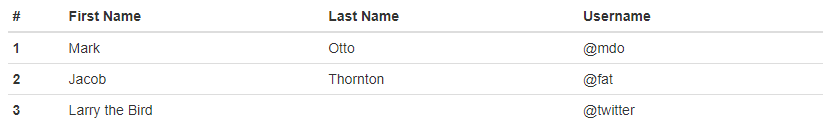 # First Name Last Name Username
1 Mark Otto @mdo
2 Jacob Thornton @fat
3 Larry the Bird @twitter